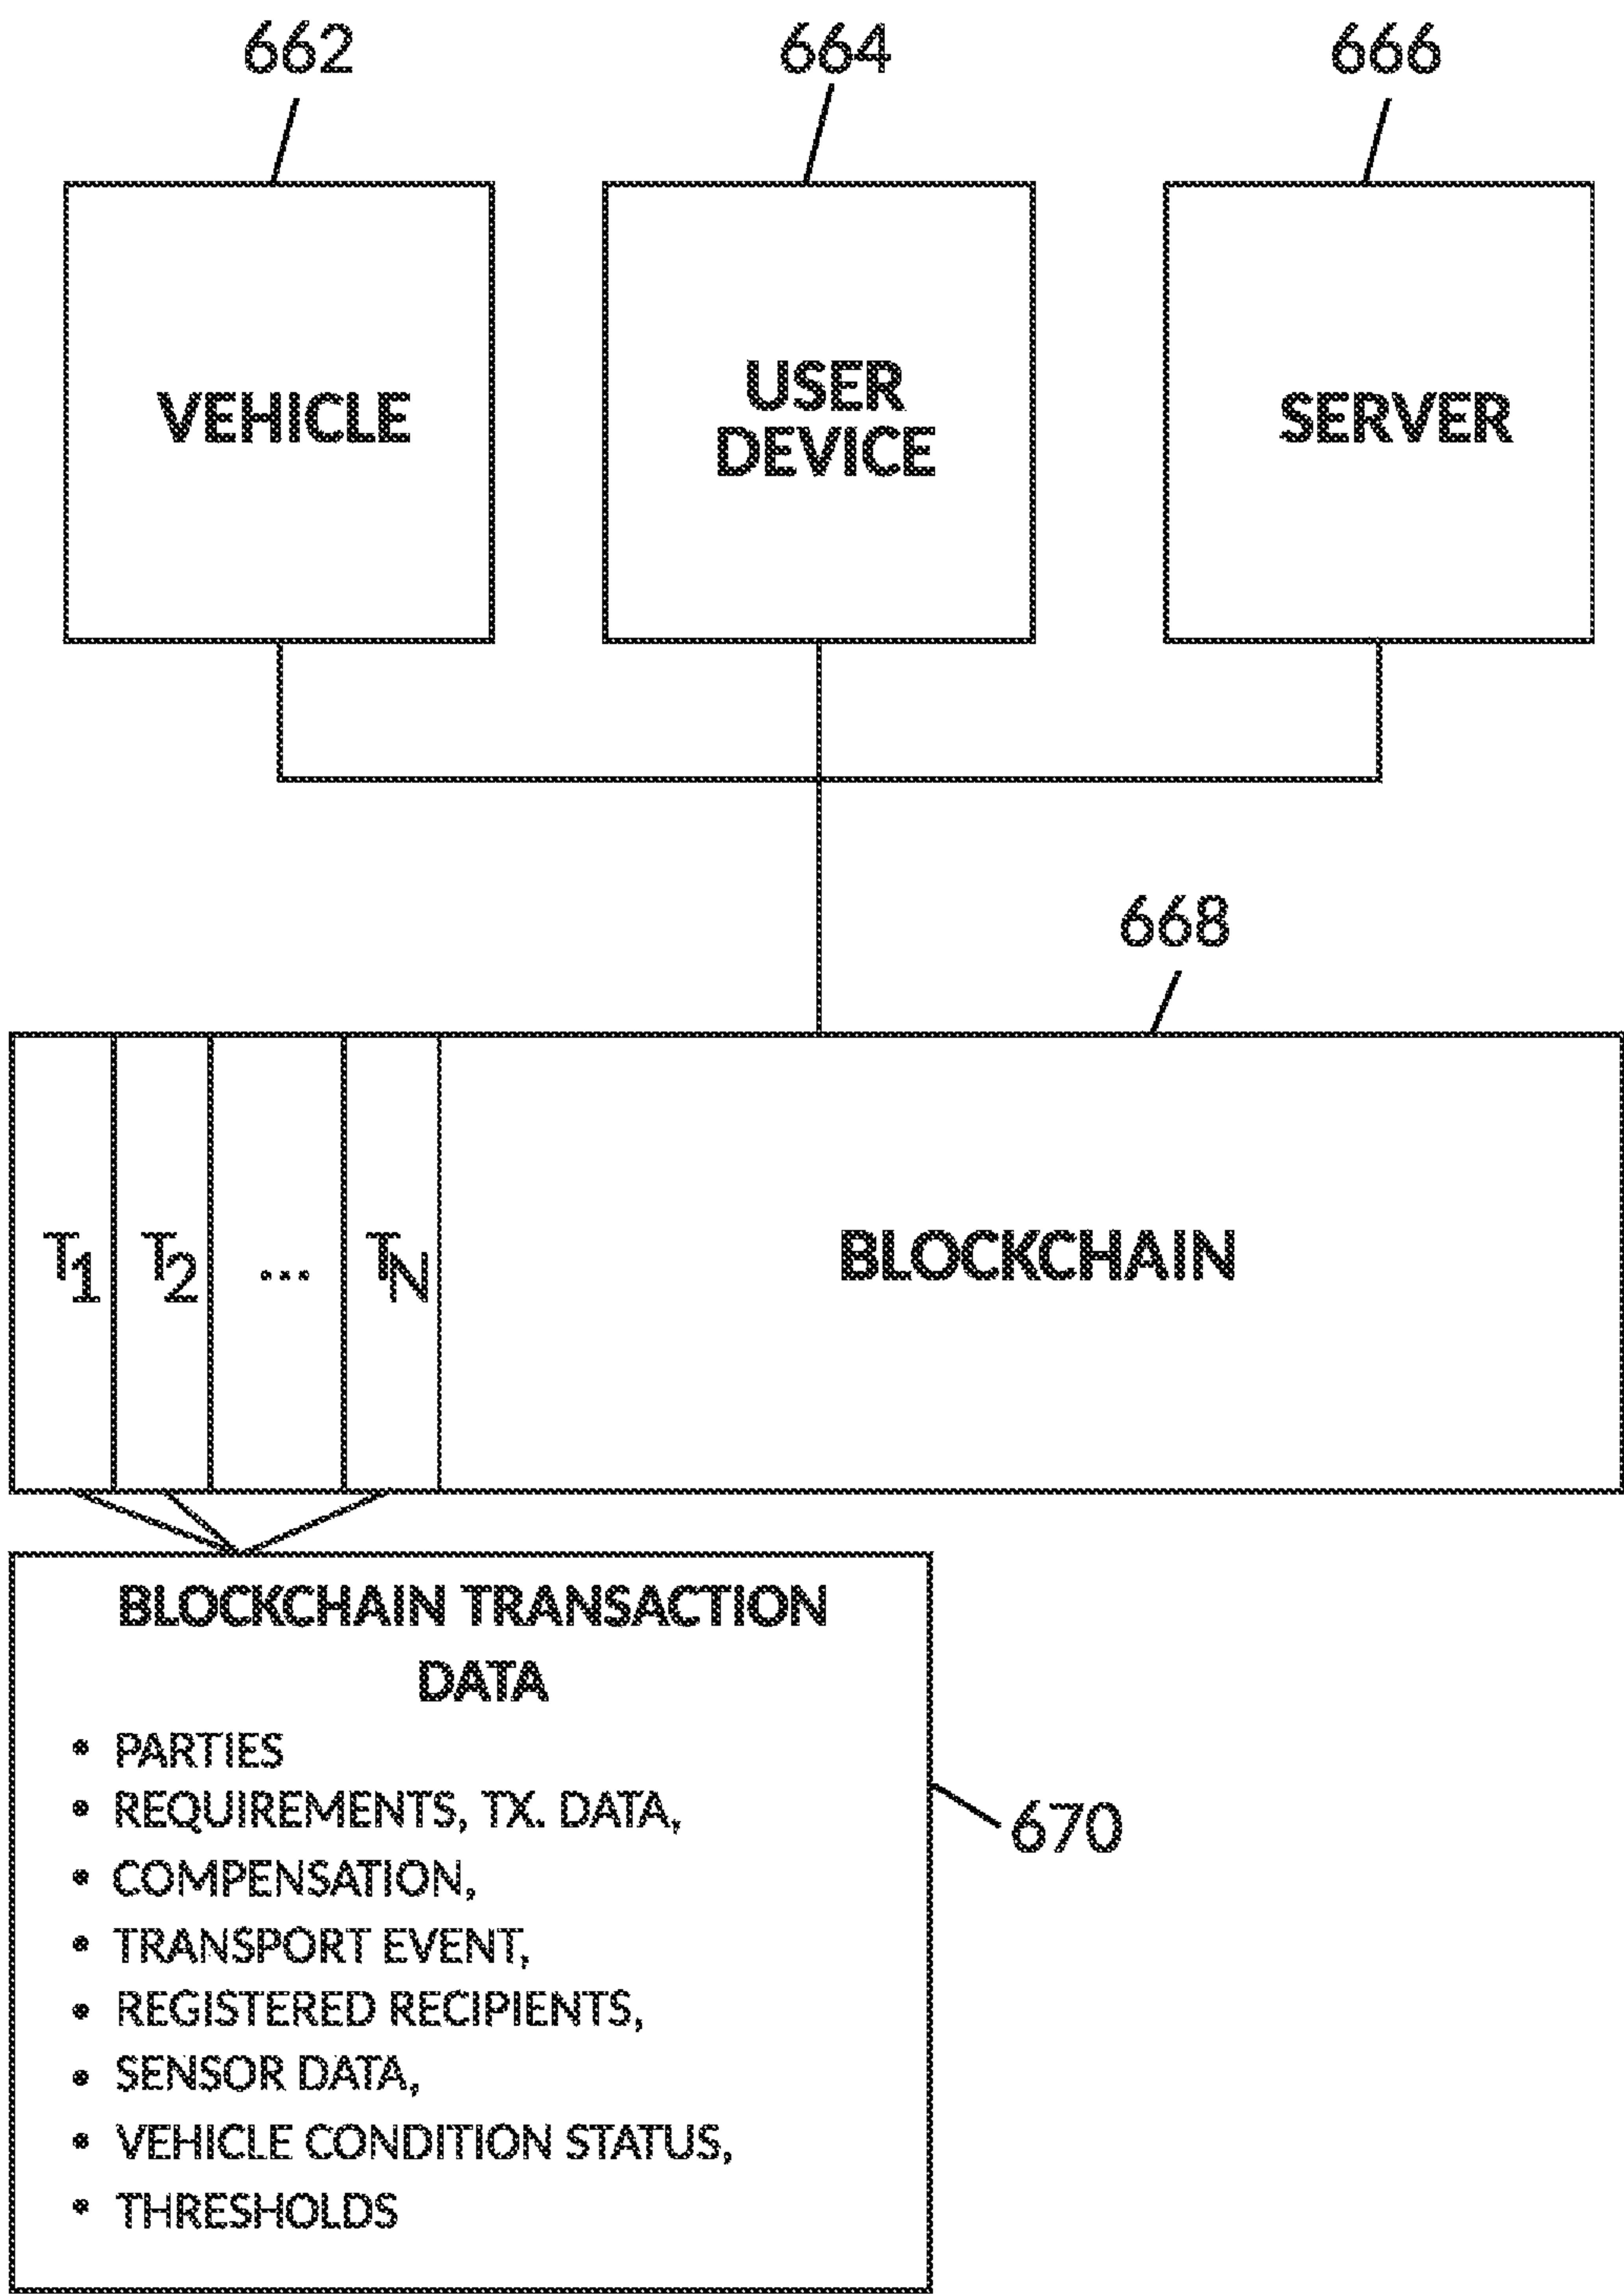 662
664
666
VEHICLE
USER
DEVICE
SERVER
668
T1
T2
...
TN
BLOCKCHAIN
BLOCKCHAIN TRANSACTION
DATA
• PARTIES
• REQUIREMENTS, TX. DATA,
• COMPENSATION,
• TRANSPORT EVENT,
• REGISTERED RECIPIENTS,
• SENSOR DATA,
• VEHICLE CONDITION STATUS,
• THRESHOLDS
670